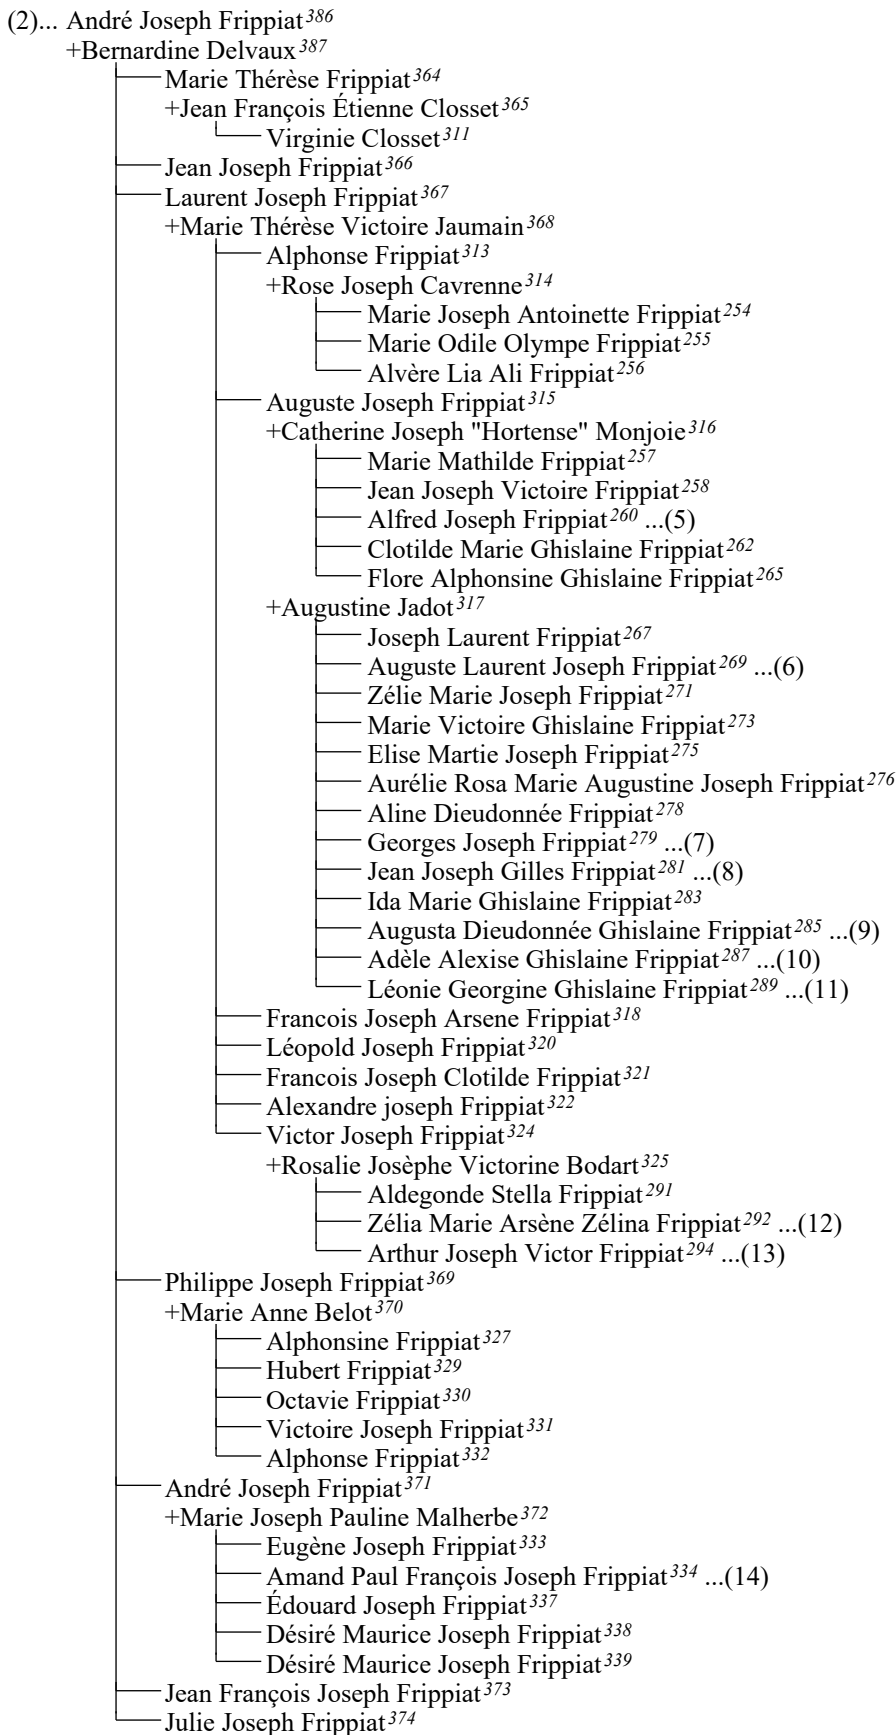 (2)... André Joseph Frippiat386
+Bernardine Delvaux387
Marie Thérèse Frippiat364
+Jean François Étienne Closset365
Virginie Closset311
Jean Joseph Frippiat366
Laurent Joseph Frippiat367
+Marie Thérèse Victoire Jaumain368
Alphonse Frippiat313
+Rose Joseph Cavrenne314
Marie Joseph Antoinette Frippiat254
Marie Odile Olympe Frippiat255
Alvère Lia Ali Frippiat256
Auguste Joseph Frippiat315
+Catherine Joseph "Hortense" Monjoie316
Marie Mathilde Frippiat257
Jean Joseph Victoire Frippiat258
Alfred Joseph Frippiat260 ...(5)
Clotilde Marie Ghislaine Frippiat262
Flore Alphonsine Ghislaine Frippiat265
+Augustine Jadot317
Joseph Laurent Frippiat267
Auguste Laurent Joseph Frippiat269 ...(6)
Zélie Marie Joseph Frippiat271
Marie Victoire Ghislaine Frippiat273
Elise Martie Joseph Frippiat275
Aurélie Rosa Marie Augustine Joseph Frippiat276
Aline Dieudonnée Frippiat278
Georges Joseph Frippiat279 ...(7)
Jean Joseph Gilles Frippiat281 ...(8)
Ida Marie Ghislaine Frippiat283
Augusta Dieudonnée Ghislaine Frippiat285 ...(9)
Adèle Alexise Ghislaine Frippiat287 ...(10)
Léonie Georgine Ghislaine Frippiat289 ...(11)
Francois Joseph Arsene Frippiat318
Léopold Joseph Frippiat320
Francois Joseph Clotilde Frippiat321
Alexandre joseph Frippiat322
Victor Joseph Frippiat324
+Rosalie Josèphe Victorine Bodart325
Aldegonde Stella Frippiat291
Zélia Marie Arsène Zélina Frippiat292 ...(12)
Arthur Joseph Victor Frippiat294 ...(13)
Philippe Joseph Frippiat369
+Marie Anne Belot370
Alphonsine Frippiat327
Hubert Frippiat329
Octavie Frippiat330
Victoire Joseph Frippiat331
Alphonse Frippiat332
André Joseph Frippiat371
+Marie Joseph Pauline Malherbe372
Eugène Joseph Frippiat333
Amand Paul François Joseph Frippiat334 ...(14)
Édouard Joseph Frippiat337
Désiré Maurice Joseph Frippiat338
Désiré Maurice Joseph Frippiat339
Jean François Joseph Frippiat373
Julie Joseph Frippiat374